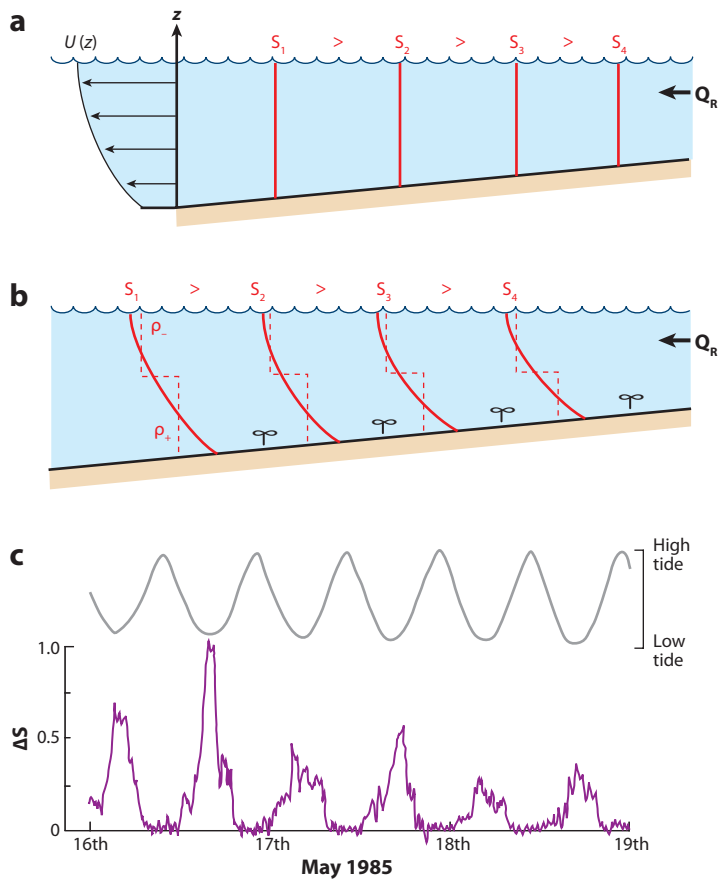 a
U(z)
z
S1 > S2 > S3 > S4
QR
b
S1 > S2 > S3 > S4
ρ–
ρ+
QR
c
High
tide
Low
tide
1.0
0.5
0
ΔS
16th 17th 18th 19th
May 1985